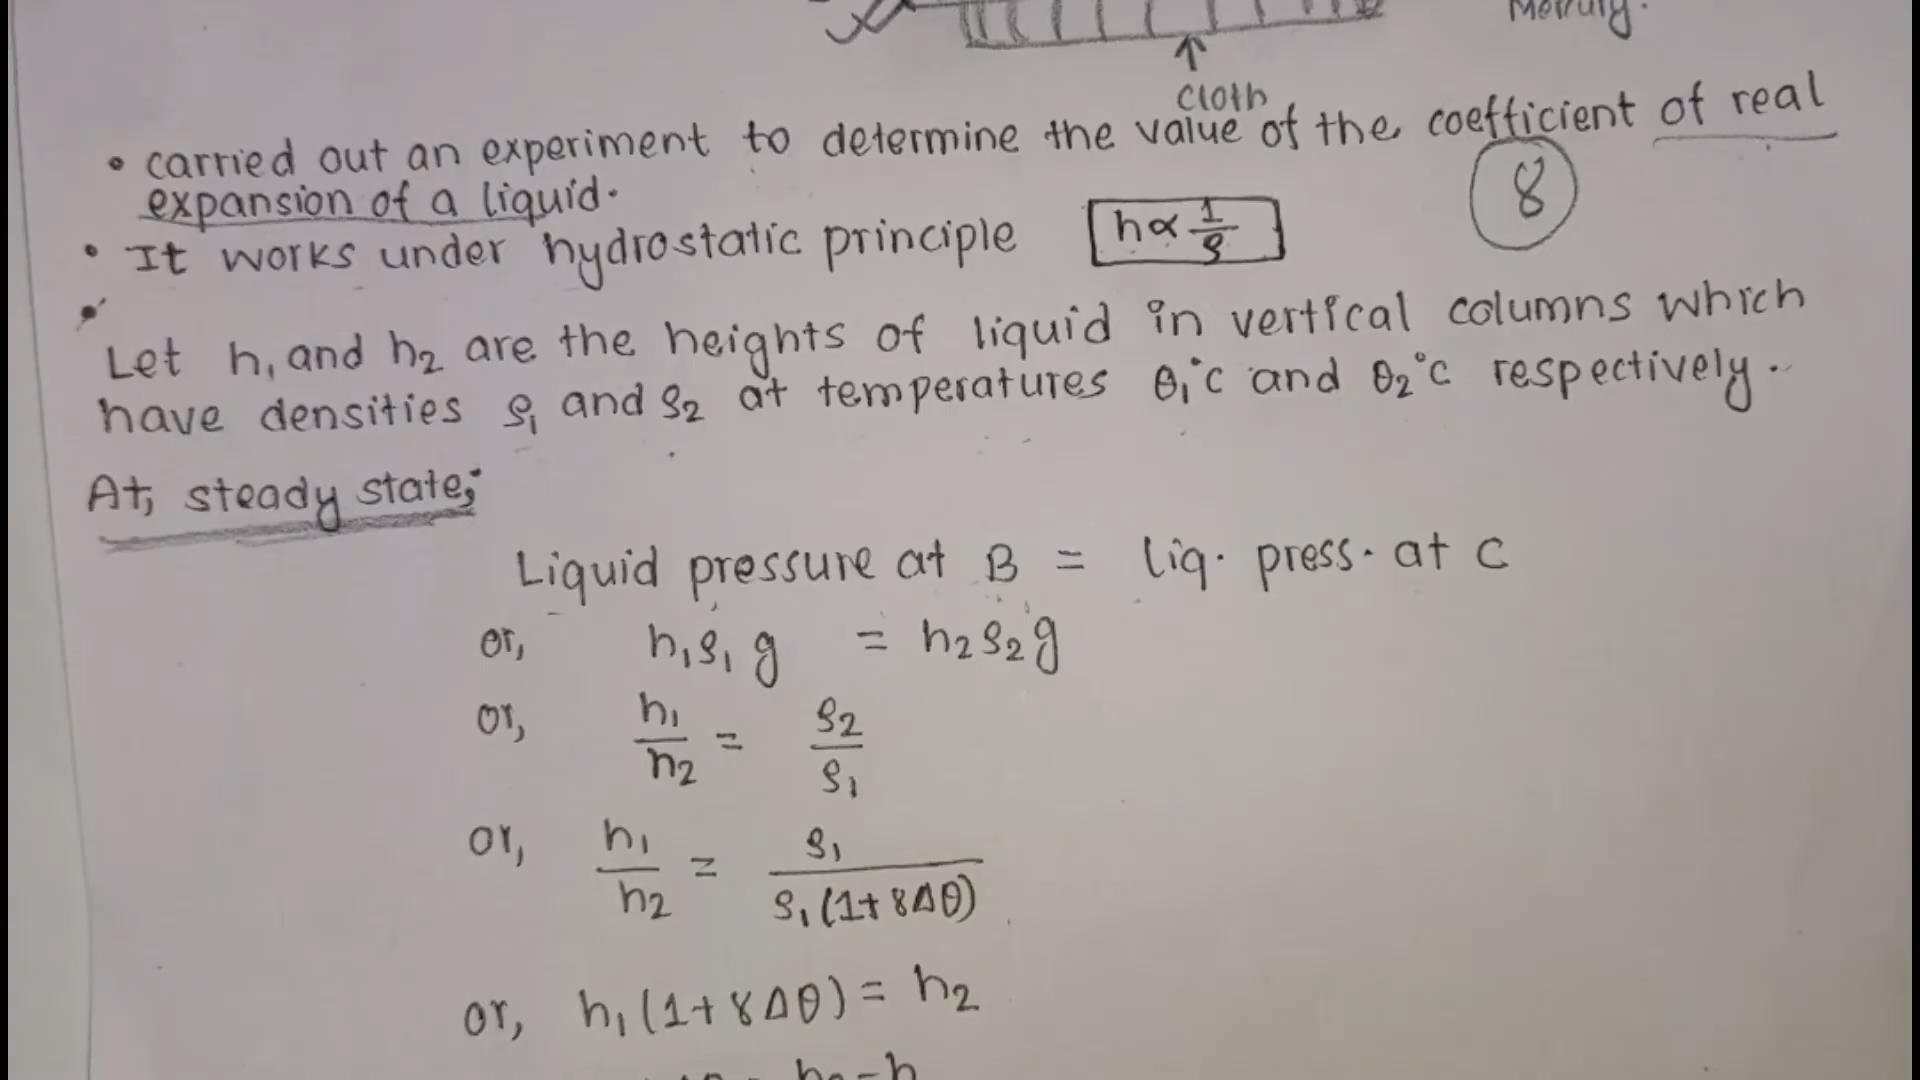 Mercury.
cloth
• carried out an experiment to determine the value of the coefficient of real
expansion of a liquid.
γ
• It works under hydrostatic principle h ∝ 1/ρ
Let h₁ and h₂ are the heights of liquid in vertical columns which
have densities ρ₁ and ρ₂ at temperatures θ₁°c and θ₂°c respectively.
At, steady state;
Liquid pressure at B = liq. press. at C
or, h₁ρ₁g = h₂ρ₂g
or, h₁/h₂ = ρ₂/ρ₁
or, h₁/h₂ = ρ₁/ρ₁(1+γΔθ)
or, h₁(1+γΔθ) = h₂